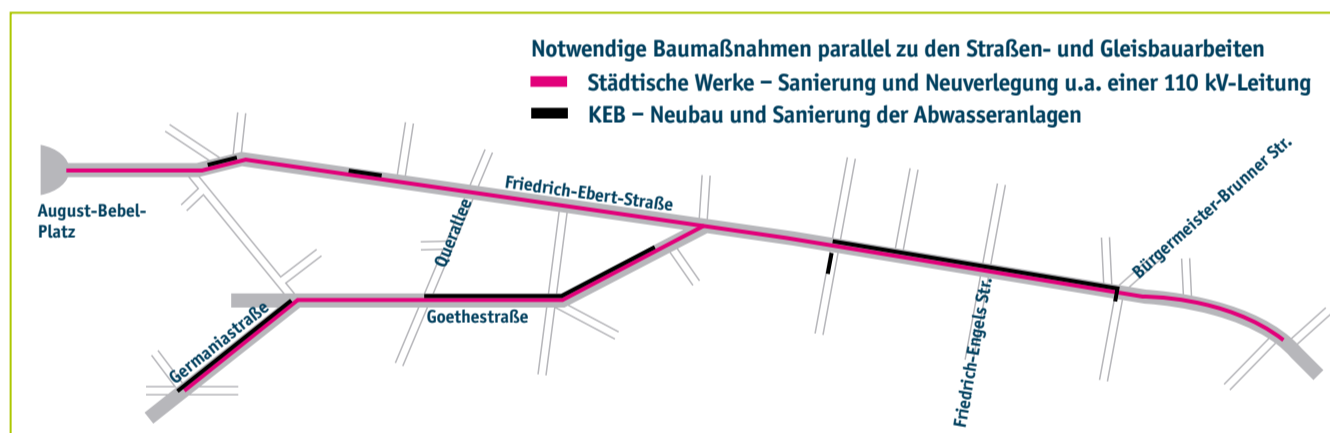 Notwendige Baumaßnahmen parallel zu den Straßen- und Gleisbauarbeiten
Städtische Werke – Sanierung und Neuverlegung u.a. einer 110 kV-Leitung
KEB – Neubau und Sanierung der Abwasseranlagen
August-Bebel-
Platz
Friedrich-Ebert-Straße
Querallee
Goethestraße
Germaniastraße
Friedrich-Engels Str.
Bürgermeister-Brunner Str.